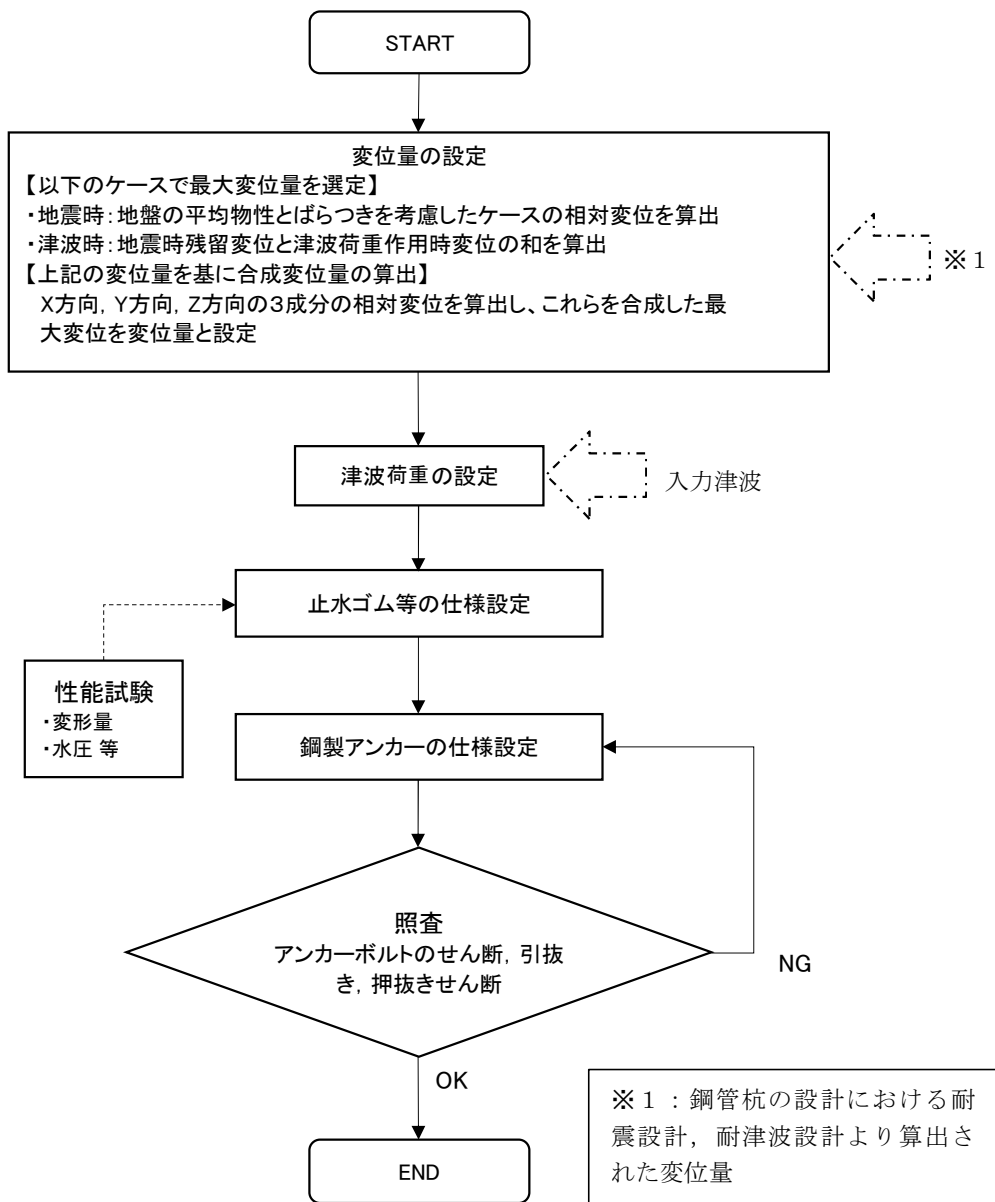 START
変位量の設定
【以下のケースで最大変位量を選定】
・地震時：地盤の平均物性とばらつきを考慮したケースの相対変位を算出
・津波時：地震時残留変位と津波荷重作用時変位の和を算出
【上記の変位量を基に合成変位量の算出】
X方向，Y方向，Z方向の3成分の相対変位を算出し、これらを合成した最
大変位を変位量と設定
※１
津波荷重の設定
入力津波
止水ゴム等の仕様設定
性能試験
・変形量
・水圧 等
鋼製アンカーの仕様設定
照査
アンカーボルトのせん断，引抜
き，押抜きせん断
NG
OK
END
※１：鋼管杭の設計における耐
震設計，耐津波設計より算出さ
れた変位量